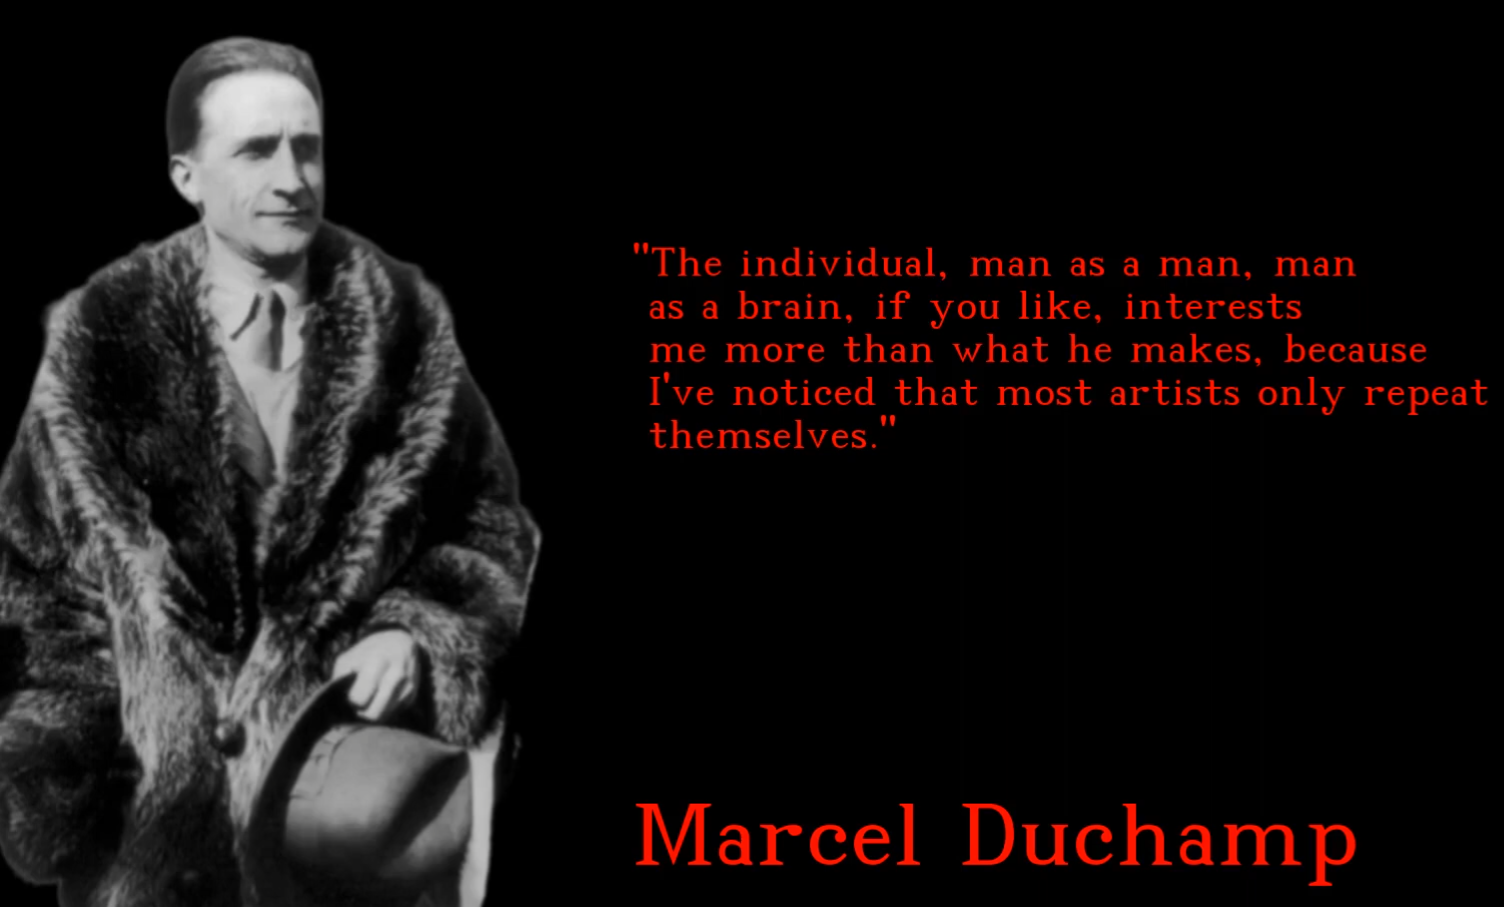 "The individual, man as a man, man
as a brain, if you like, interests
me more than what he makes, because
I've noticed that most artists only repeat
themselves."
Marcel Duchamp